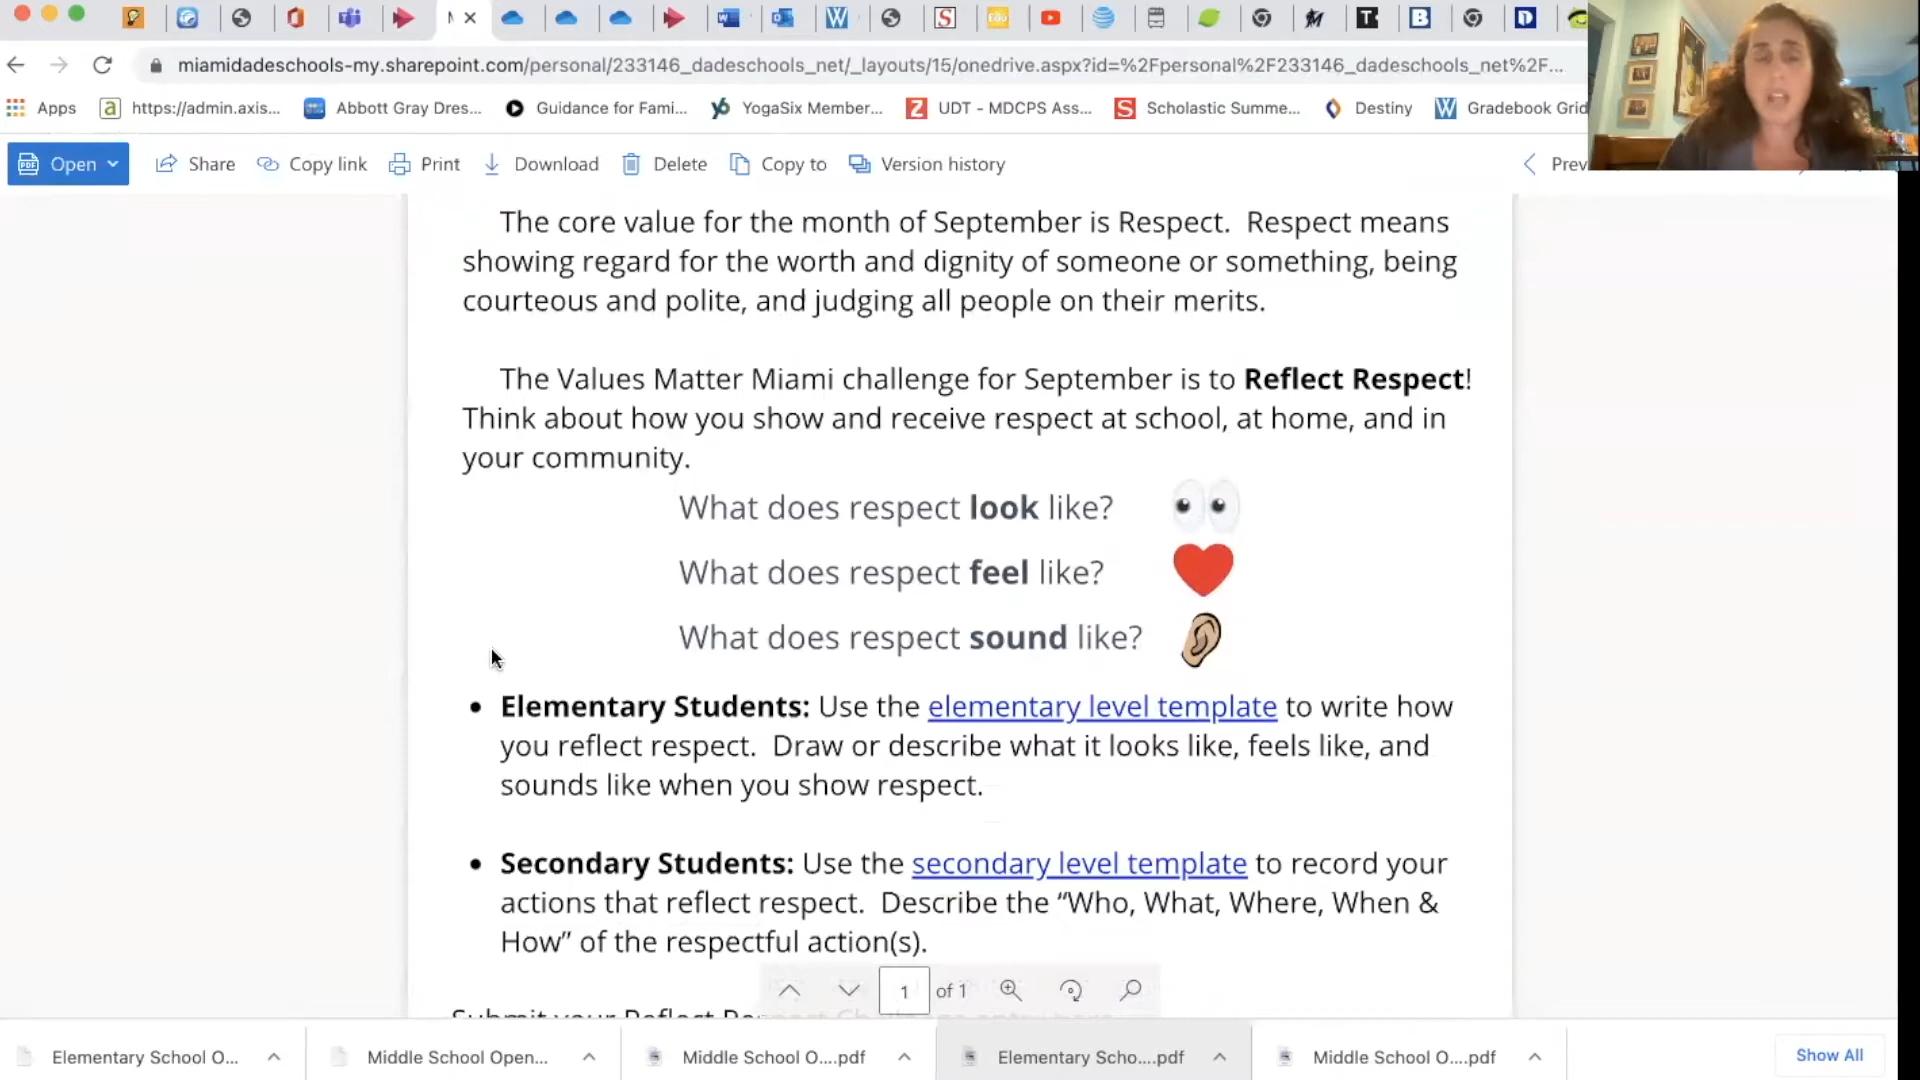 miamidadeschools-my.sharepoint.com/personal/233146_dadeschools_net/_layouts/15/onedrive.aspx?id=%2Fpersonal%2F233146_dadeschools_net%2F...
Apps https://admin.axis... Abbott Gray Dres... Guidance for Fami... YogaSix Member... UDT - MDCPS Ass... Scholastic Summe... Destiny Gradebook Grid
Open Share Copy link Print Download Delete Copy to Version history Prev
The core value for the month of September is Respect. Respect means
showing regard for the worth and dignity of someone or something, being
courteous and polite, and judging all people on their merits.
The Values Matter Miami challenge for September is to Reflect Respect!
Think about how you show and receive respect at school, at home, and in
your community.
What does respect look like?
What does respect feel like?
What does respect sound like?
• Elementary Students: Use the elementary level template to write how
you reflect respect. Draw or describe what it looks like, feels like, and
sounds like when you show respect.
• Secondary Students: Use the secondary level template to record your
actions that reflect respect. Describe the “Who, What, Where, When &
How” of the respectful action(s).
1 of 1
Submit your Reflect
Elementary School O... Middle School Open... Middle School O....pdf Elementary Scho....pdf Middle School O....pdf Show All